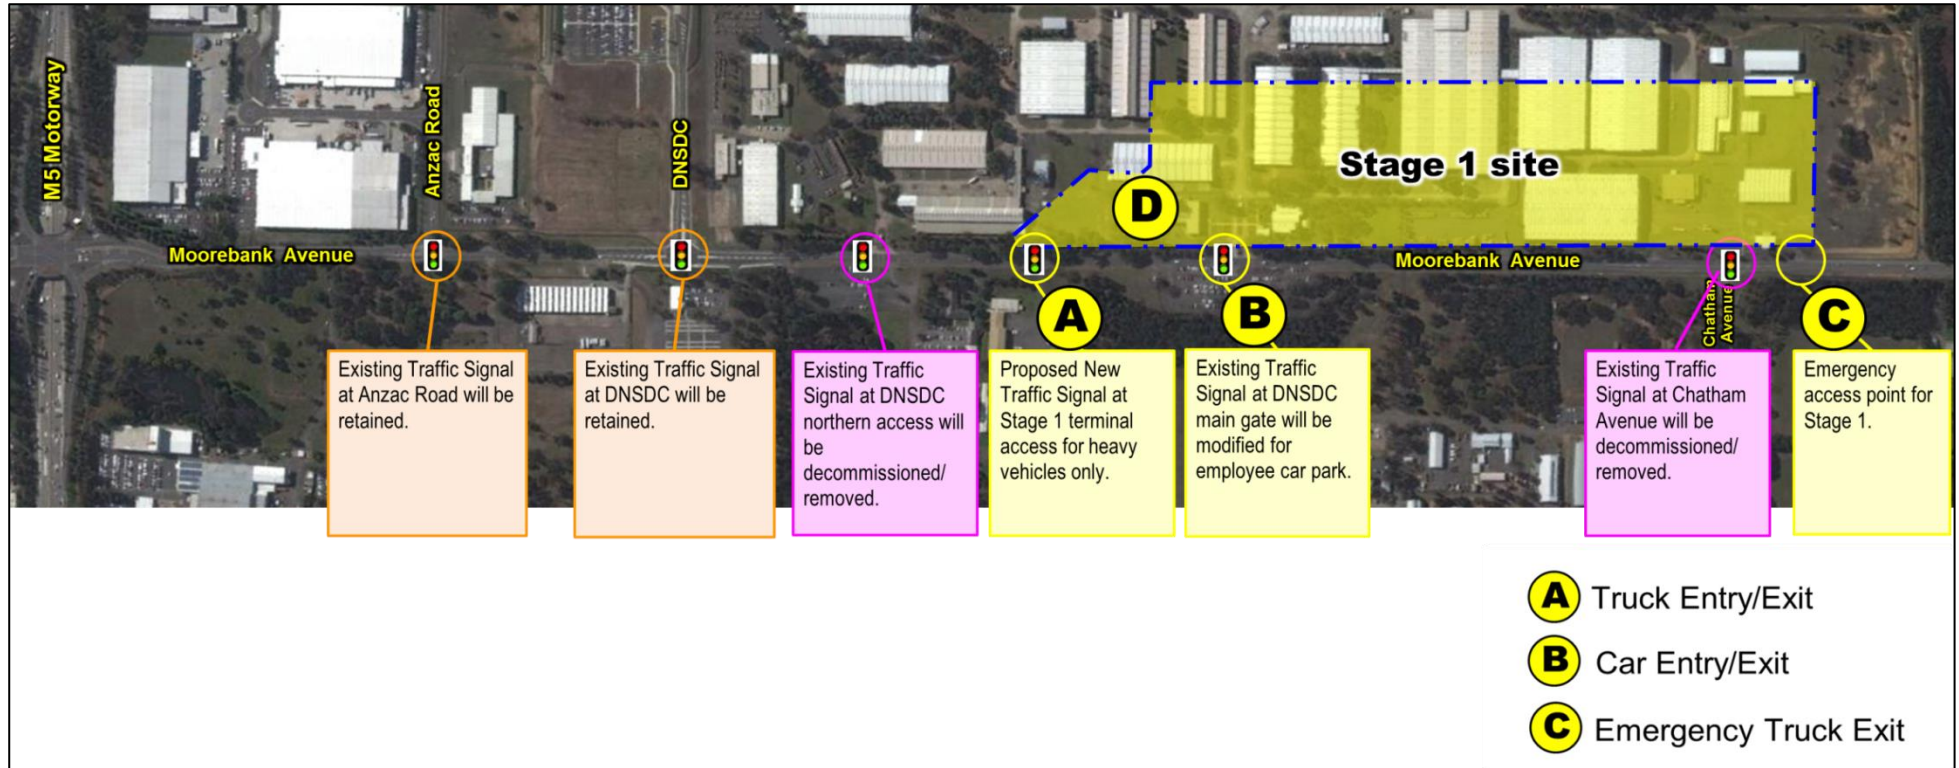 M5 Motorway
Anzac Road
DNSDC
Stage 1 site
D
Moorebank Avenue
Moorebank Avenue
Chatham
Avenue
A
B
C
Existing Traffic Signal
at Anzac Road will be
retained.
Existing Traffic Signal
at DNSDC will be
retained.
Existing Traffic
Signal at DNSDC
northern access will
be
decommissioned/
removed.
Proposed New
Traffic Signal at
Stage 1 terminal
access for heavy
vehicles only.
Existing Traffic
Signal at DNSDC
main gate will be
modified for
employee car park.
Existing Traffic
Signal at Chatham
Avenue will be
decommissioned/
removed.
Emergency
access point for
Stage 1.
A Truck Entry/Exit
B Car Entry/Exit
C Emergency Truck Exit